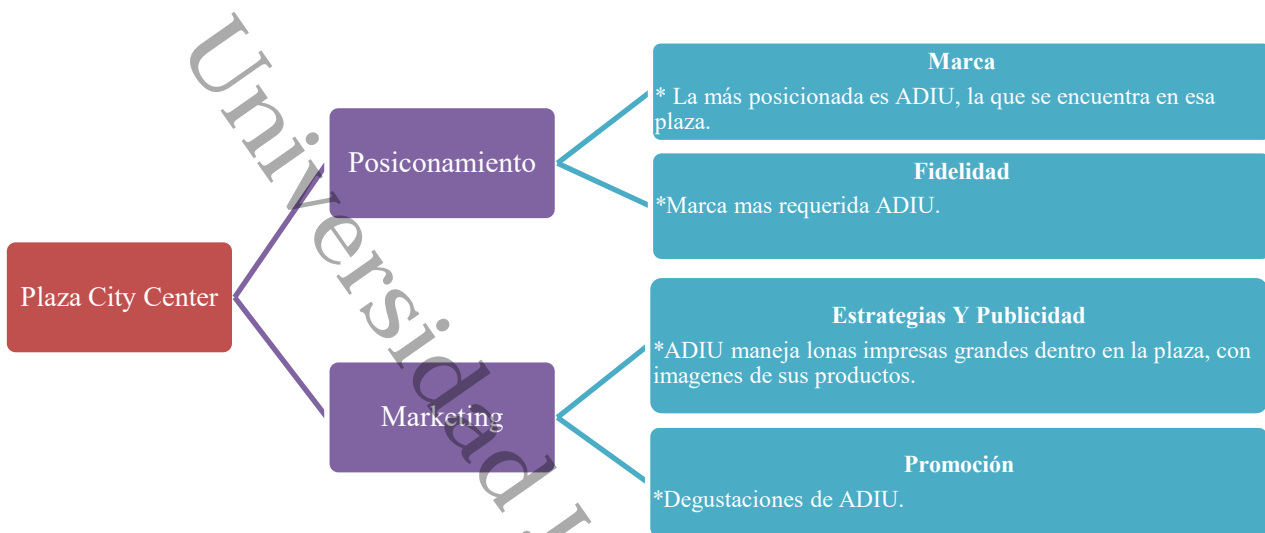 Plaza City Center
Posiconamiento
Marca
* La más posicionada es ADIU, la que se encuentra en esa
plaza.
Fidelidad
*Marca mas requerida ADIU.
Marketing
Estrategias Y Publicidad
*ADIU maneja lonas impresas grandes dentro en la plaza, con
imagenes de sus productos.
Promoción
*Degustaciones de ADIU.
Universidad